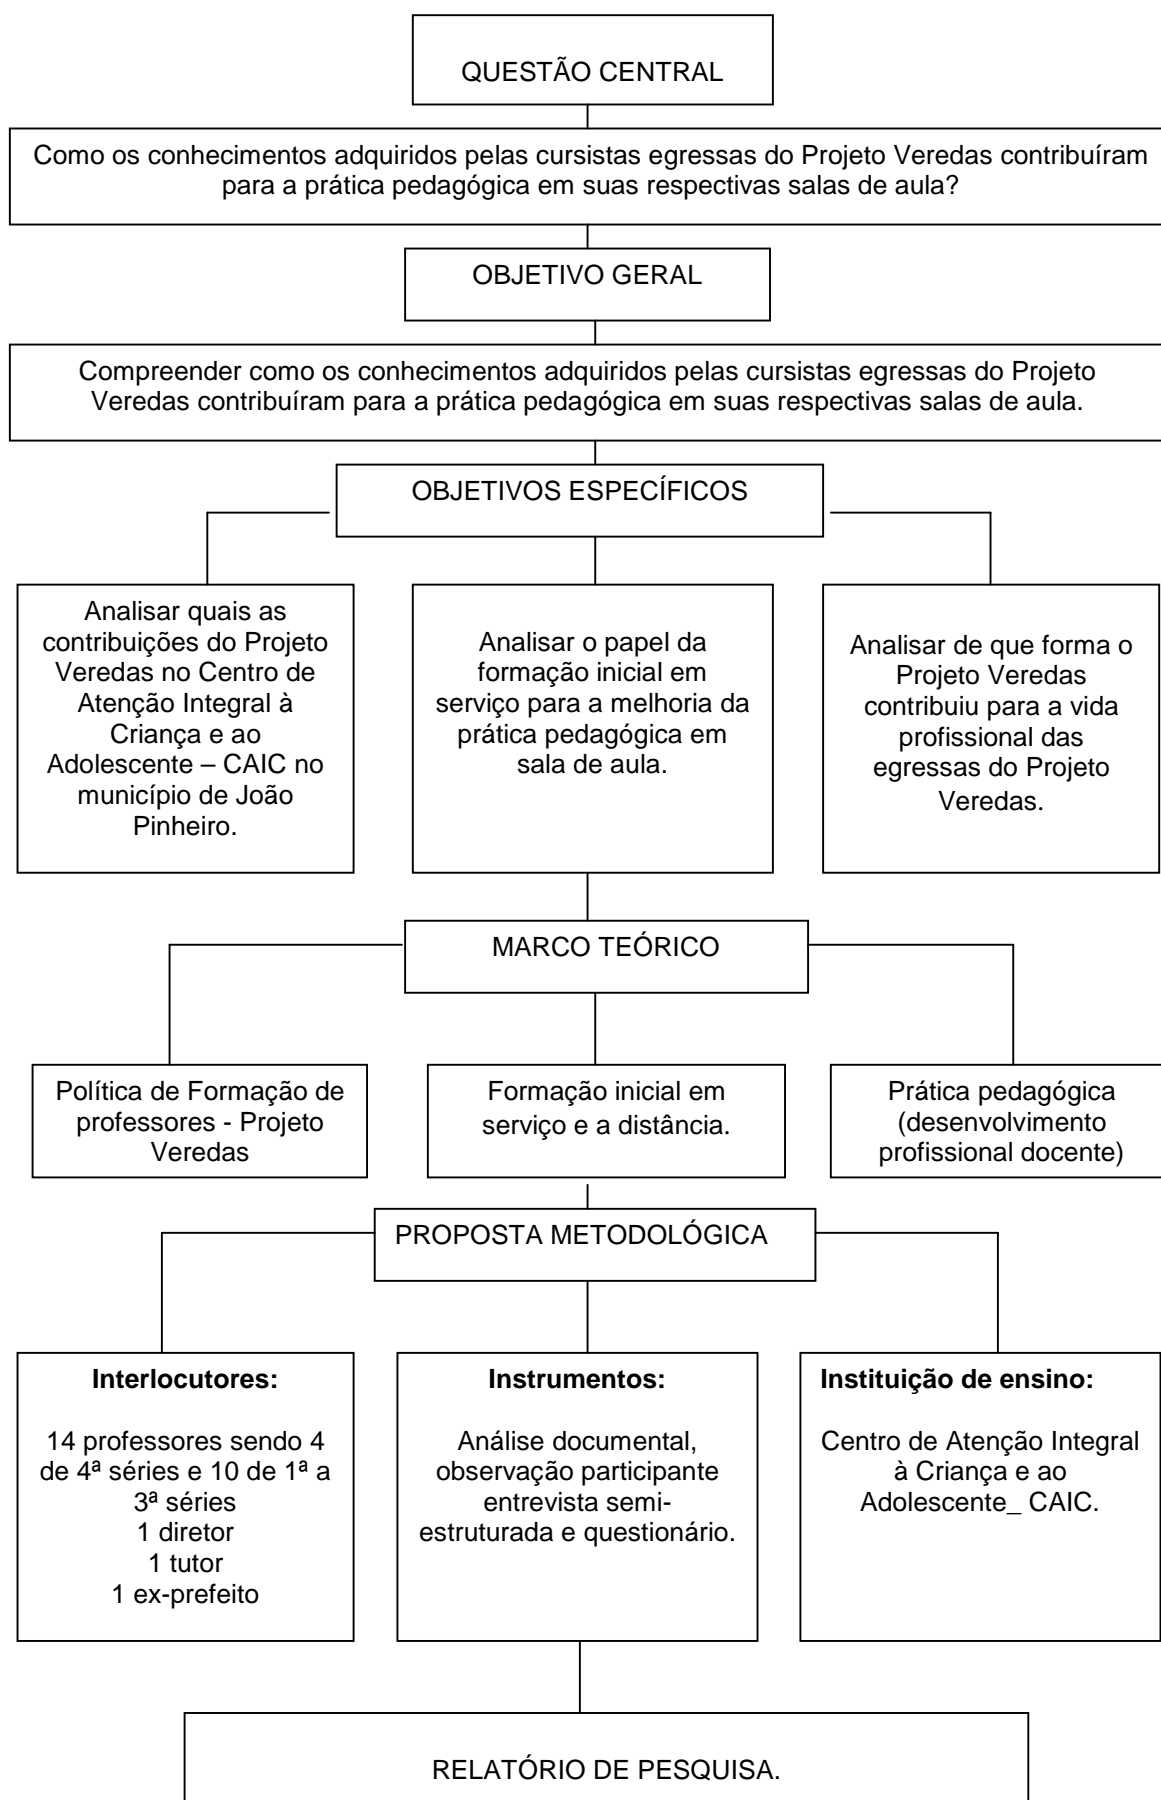 QUESTÃO CENTRAL
Como os conhecimentos adquiridos pelas cursistas egressas do Projeto Veredas contribuíram
para a prática pedagógica em suas respectivas salas de aula?
OBJETIVO GERAL
Compreender como os conhecimentos adquiridos pelas cursistas egressas do Projeto
Veredas contribuíram para a prática pedagógica em suas respectivas salas de aula.
OBJETIVOS ESPECÍFICOS
Analisar quais as
contribuições do Projeto
Veredas no Centro de
Atenção Integral à
Criança e ao
Adolescente – CAIC no
município de João
Pinheiro.
Analisar o papel da
formação inicial em
serviço para a melhoria da
prática pedagógica em
sala de aula.
Analisar de que forma o
Projeto Veredas
contribuiu para a vida
profissional das
egressas do Projeto
Veredas.
MARCO TEÓRICO
Política de Formação de
professores - Projeto
Veredas
Formação inicial em
serviço e a distância.
Prática pedagógica
(desenvolvimento
profissional docente)
PROPOSTA METODOLÓGICA
Interlocutores:
14 professores sendo 4
de 4ª séries e 10 de 1ª a
3ª séries
1 diretor
1 tutor
1 ex-prefeito
Instrumentos:
Análise documental,
observação participante
entrevista semi-
estruturada e questionário.
Instituição de ensino:
Centro de Atenção Integral
à Criança e ao
Adolescente_ CAIC.
RELATÓRIO DE PESQUISA.